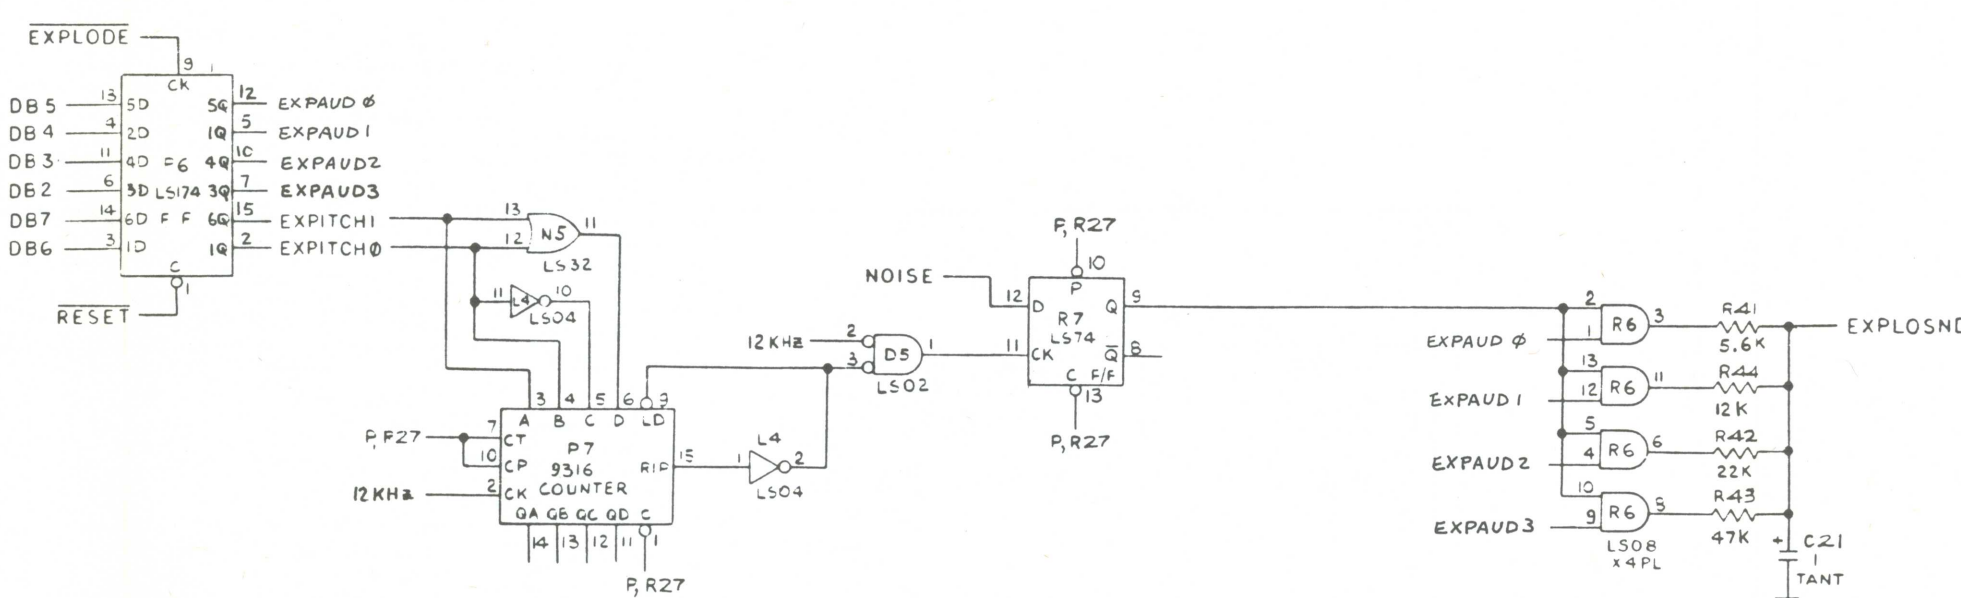 EXPLODE
9
CK
DB5 13 5D 5Q 12 EXPAUD Ø
DB4 4 2D 1Q 5 EXPAUD1
DB3 11 4D F6 4Q 10 EXPAUD2
DB2 6 3D LS174 3Q 7 EXPAUD3
DB7 14 6D F F 6Q 15 EXPITCH1
DB6 3 1D 1Q 2 EXPITCHØ
C
1
RESET
13
12
N5
11
LS32
11 L4 10
LS04
3 4 5 6 9
A B C D LD
P,F27
7 CT
10 CP
12KHz 2 CK
P7
9316
COUNTER
RIP 15
QA QB QC QD C
14 13 12 11 1
P,R27
L4
1 2
LS04
12KHz 2
3
D5
1
LS02
P,R27
10
P
NOISE 12 D Q 9
R7
LS74
11 CK Q 8
C F/F
13
P,R27
2
EXPAUD Ø 1
R6
3
R41
5.6K
EXPLOSND
13
EXPAUD1 12
R6
11
R44
12K
5
EXPAUD2 4
R6
6
R42
22K
10
EXPAUD3 9
R6
8
R43
47K
LS08
x4PL
+ C21
1
TANT